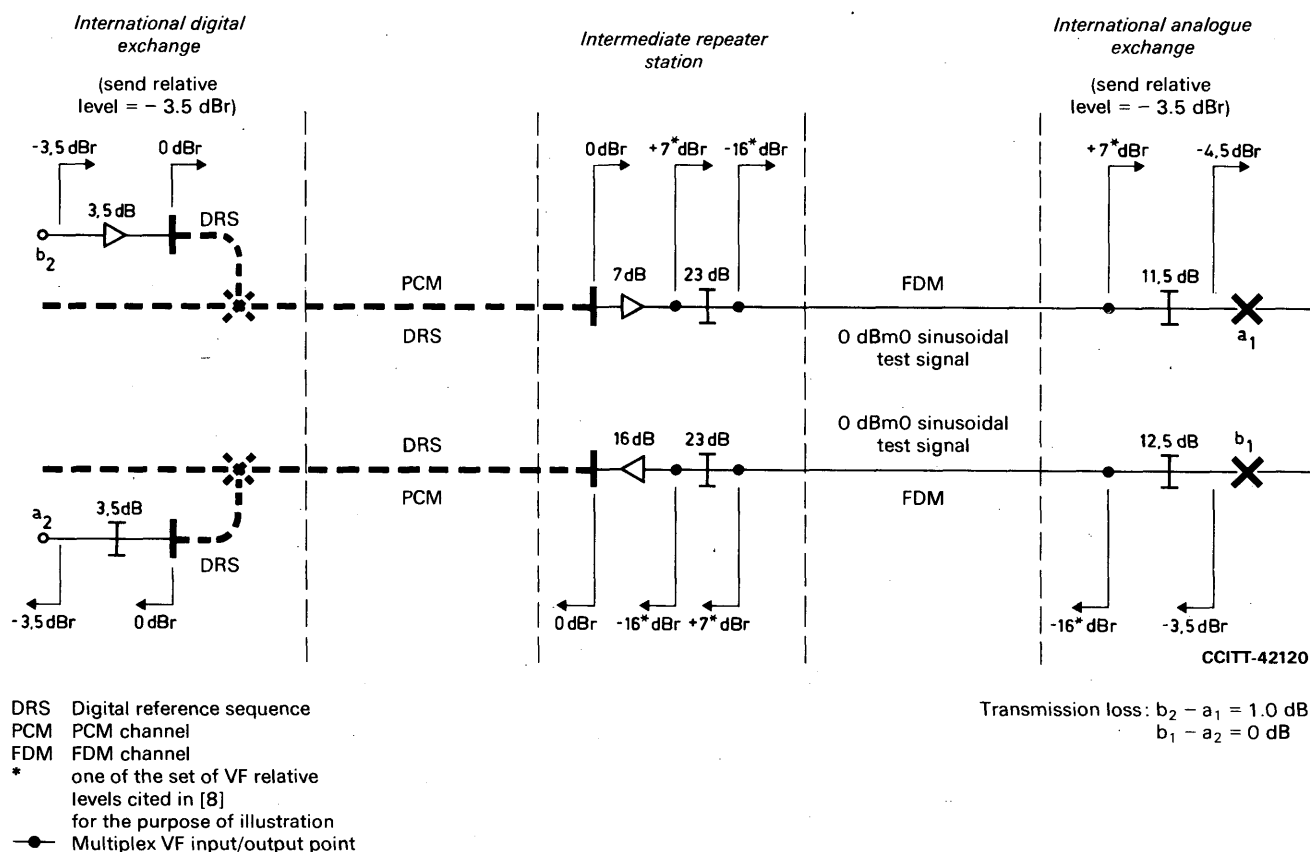 International digital
exchange
(send relative
level = − 3.5 dBr)
Intermediate repeater
station
International analogue
exchange
(send relative
level = − 3.5 dBr)
-3,5 dBr
0 dBr
0 dBr
+7*dBr
-16*dBr
+7*dBr
-4,5 dBr
3,5 dB
DRS
b2
PCM
DRS
7 dB
23 dB
FDM
0 dBm0 sinusoidal
test signal
11,5 dB
a1
DRS
PCM
16 dB
23 dB
0 dBm0 sinusoidal
test signal
FDM
12,5 dB
b1
a2
3,5dB
DRS
-3,5 dBr
0 dBr
0 dBr
-16*dBr
+7*dBr
-16*dBr
-3,5 dBr
CCITT-42120
DRS Digital reference sequence
PCM PCM channel
FDM FDM channel
* one of the set of VF relative
levels cited in [8]
for the purpose of illustration
Multiplex VF input/output point
Transmission loss: b2 − a1 = 1.0 dB
b1 − a2 = 0 dB